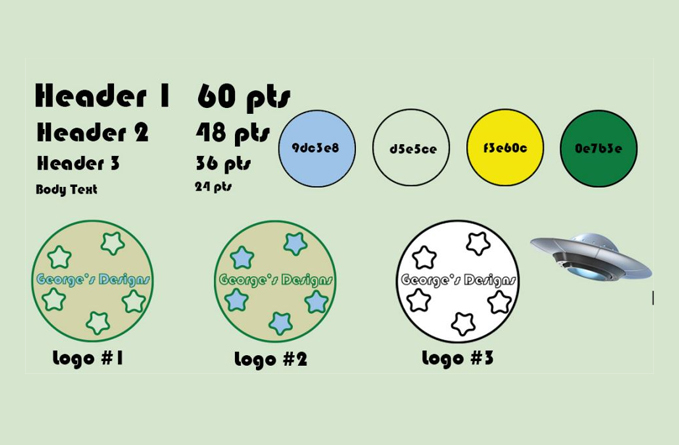 Header 1 60 pts
Header 2 48 pts
Header 3 36 pts
Body Text 24 pts
9dc3e8 d5e5ce f3e60c 0e7b3e
George's Designs
Logo #1
George's Designs
Logo #2
George's Designs
Logo #3